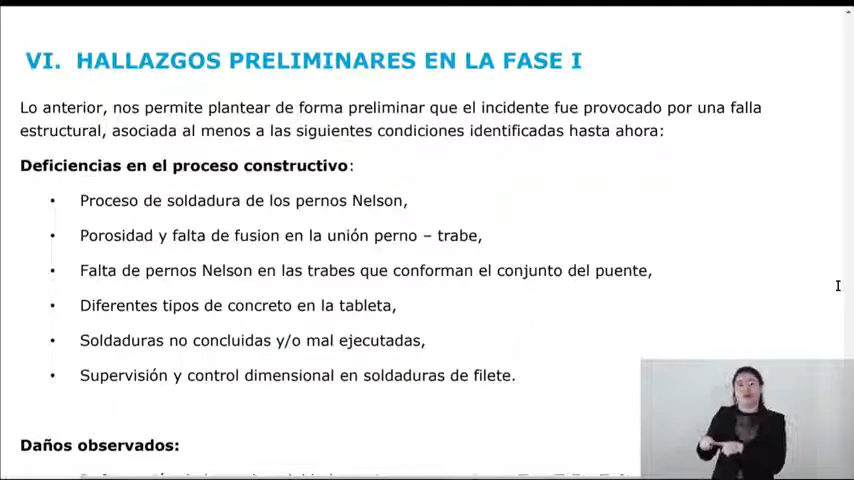 VI. HALLAZGOS PRELIMINARES EN LA FASE I
Lo anterior, nos permite plantear de forma preliminar que el incidente fue provocado por una falla
estructural, asociada al menos a las siguientes condiciones identificadas hasta ahora:
Deficiencias en el proceso constructivo:
• Proceso de soldadura de los pernos Nelson,
• Porosidad y falta de fusion en la unión perno – trabe,
• Falta de pernos Nelson en las trabes que conforman el conjunto del puente,
• Diferentes tipos de concreto en la tableta,
• Soldaduras no concluidas y/o mal ejecutadas,
• Supervisión y control dimensional en soldaduras de filete.
Daños observados: